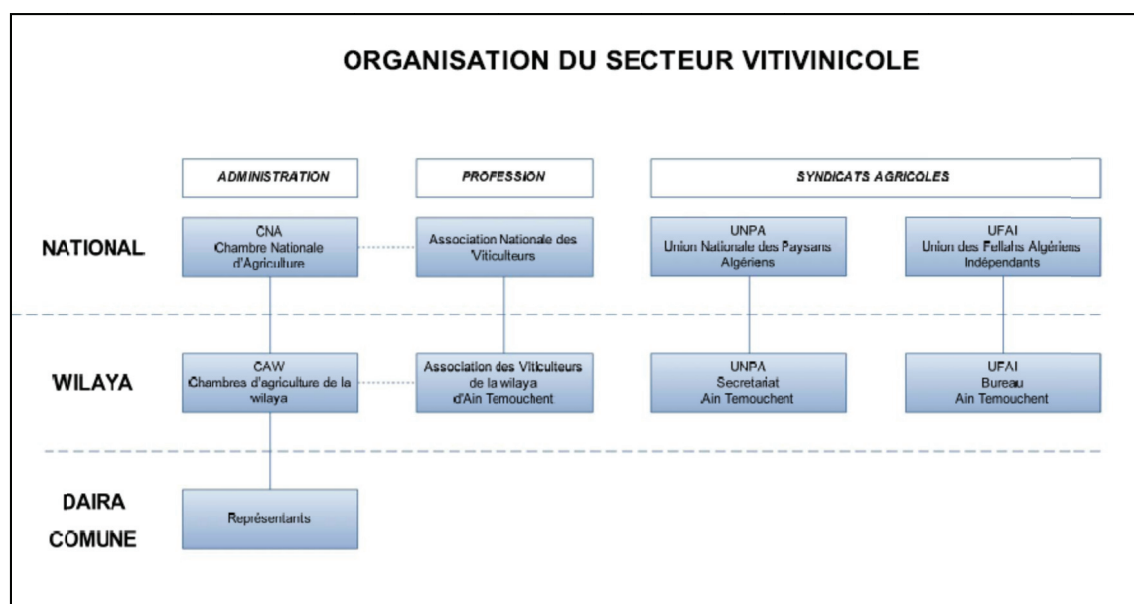 ORGANISATION DU SECTEUR VITIVINICOLE
ADMINISTRATION
PROFESSION
SYNDICATS AGRICOLES
NATIONAL
CNA
Chambre Nationale
d'Agriculture
Association Nationale des
Viticulteurs
UNPA
Union Nationale des Paysans
Algériens
UFAI
Union des Fellahs Algériens
Indépendants
WILAYA
CAW
Chambres d'agriculture de la
wilaya
Association des Viticulteurs
de la wilaya
d'Ain Temouchent
UNPA
Secretariat
Ain Temouchent
UFAI
Bureau
Ain Temouchent
DAIRA
COMUNE
Représentants